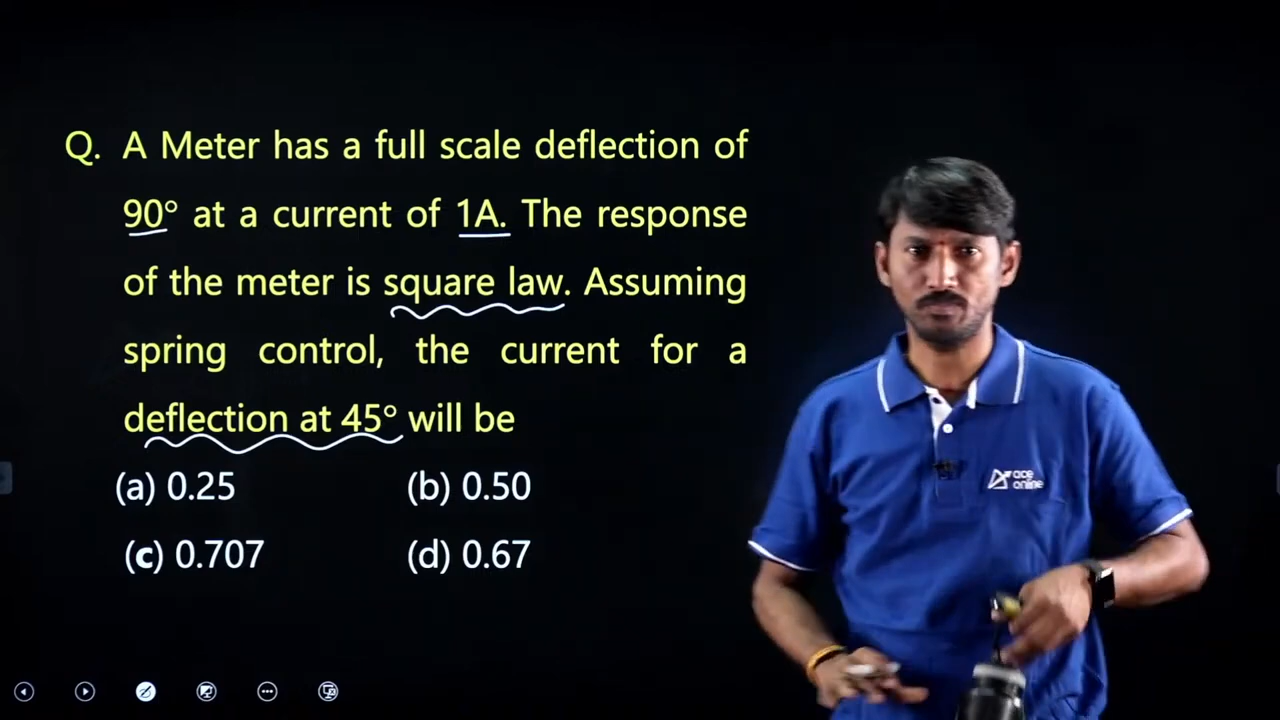 Q. A Meter has a full scale deflection of
90° at a current of 1A. The response
of the meter is square law. Assuming
spring control, the current for a
deflection at 45° will be
(a) 0.25 (b) 0.50
(c) 0.707 (d) 0.67
ace
online